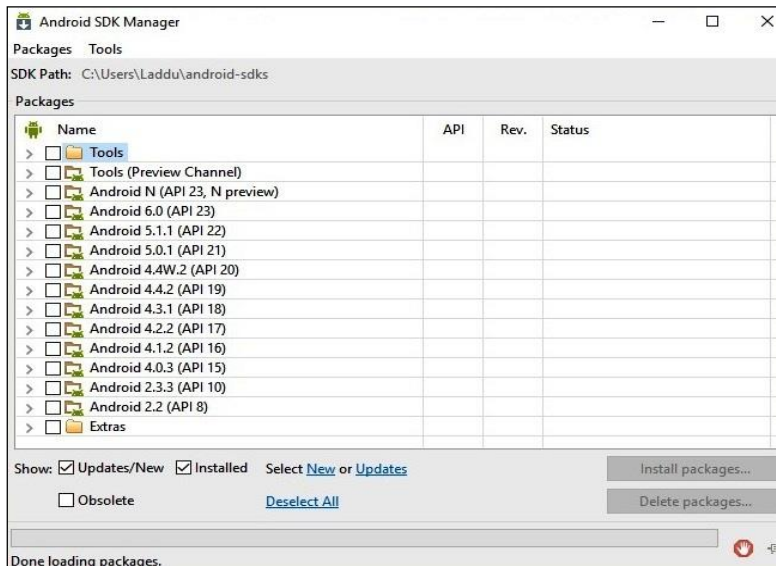 Android SDK Manager
Packages Tools
SDK Path: C:\Users\Laddu\android-sdks
Packages
Name API Rev. Status
Tools
Tools (Preview Channel)
Android N (API 23, N preview)
Android 6.0 (API 23)
Android 5.1.1 (API 22)
Android 5.0.1 (API 21)
Android 4.4W.2 (API 20)
Android 4.4.2 (API 19)
Android 4.3.1 (API 18)
Android 4.2.2 (API 17)
Android 4.1.2 (API 16)
Android 4.0.3 (API 15)
Android 2.3.3 (API 10)
Android 2.2 (API 8)
Extras
Show: Updates/New Installed Select New or Updates Install packages...
Obsolete Deselect All Delete packages...
Done loading packages.